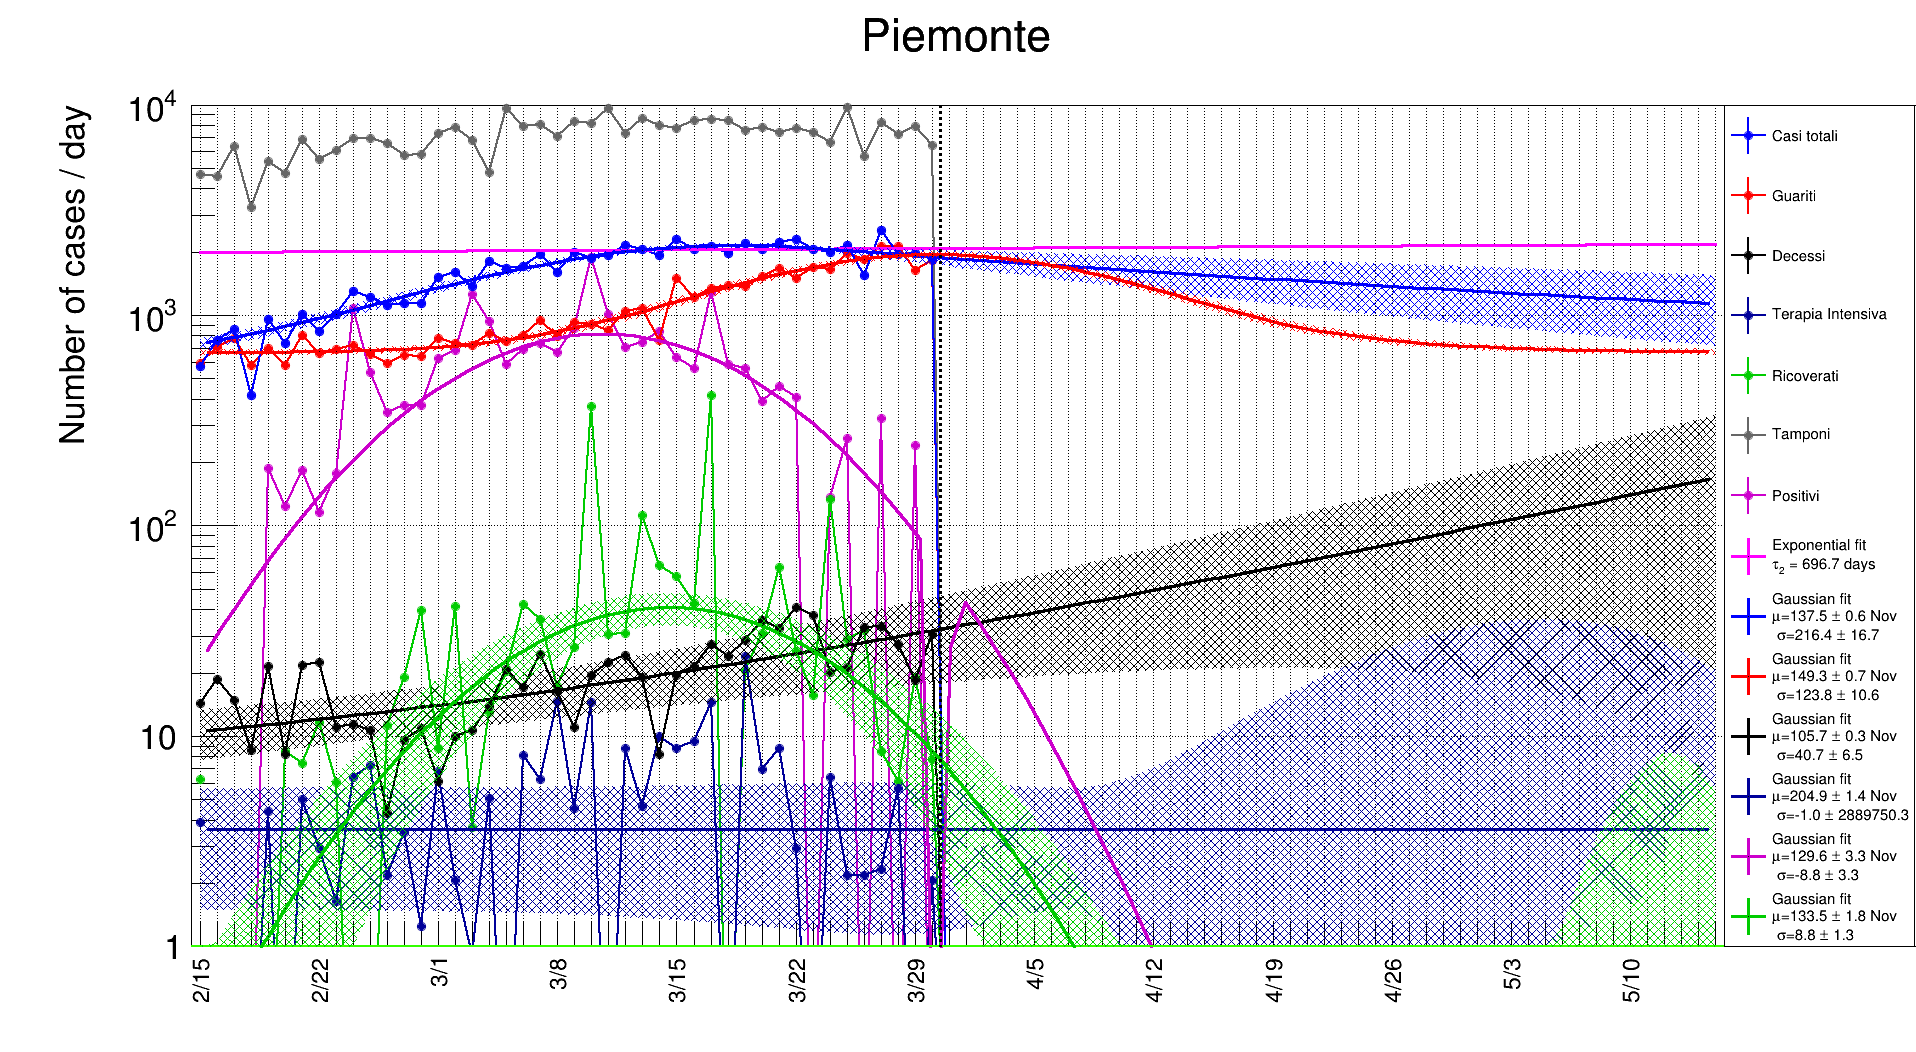 Piemonte
Number of cases / day
10⁴
10³
10²
10
1
2/15
2/22
3/1
3/8
3/15
3/22
3/29
4/5
4/12
4/19
4/26
5/3
5/10
Casi totali
Guariti
Decessi
Terapia Intensiva
Ricoverati
Tamponi
Positivi
Exponential fit
τ₂ = 696.7 days
Gaussian fit
μ=137.5 ± 0.6 Nov
σ=216.4 ± 16.7
Gaussian fit
μ=149.3 ± 0.7 Nov
σ=123.8 ± 10.6
Gaussian fit
μ=105.7 ± 0.3 Nov
σ=40.7 ± 6.5
Gaussian fit
μ=204.9 ± 1.4 Nov
σ=-1.0 ± 2889750.3
Gaussian fit
μ=129.6 ± 3.3 Nov
σ=-8.8 ± 3.3
Gaussian fit
μ=133.5 ± 1.8 Nov
σ=8.8 ± 1.3